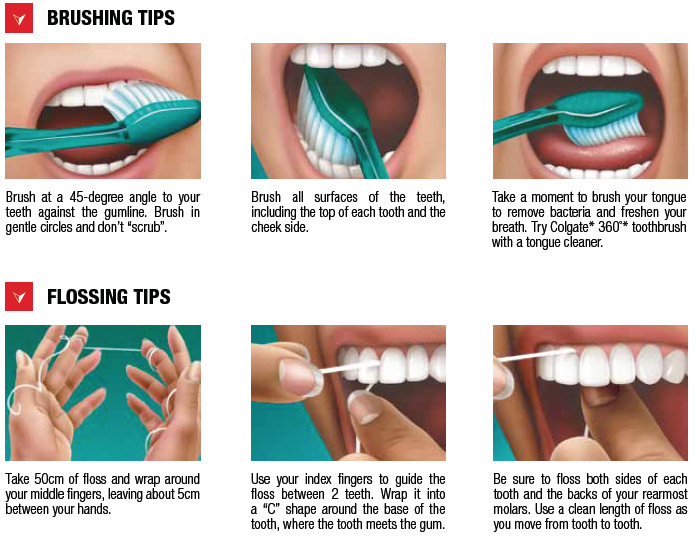 BRUSHING TIPS
Brush at a 45-degree angle to your
teeth against the gumline. Brush in
gentle circles and don't “scrub”.
Brush all surfaces of the teeth,
including the top of each tooth and the
cheek side.
Take a moment to brush your tongue
to remove bacteria and freshen your
breath. Try Colgate* 360°* toothbrush
with a tongue cleaner.
FLOSSING TIPS
Take 50cm of floss and wrap around
your middle fingers, leaving about 5cm
between your hands.
Use your index fingers to guide the
floss between 2 teeth. Wrap it into
a “C” shape around the base of the
tooth, where the tooth meets the gum.
Be sure to floss both sides of each
tooth and the backs of your rearmost
molars. Use a clean length of floss as
you move from tooth to tooth.